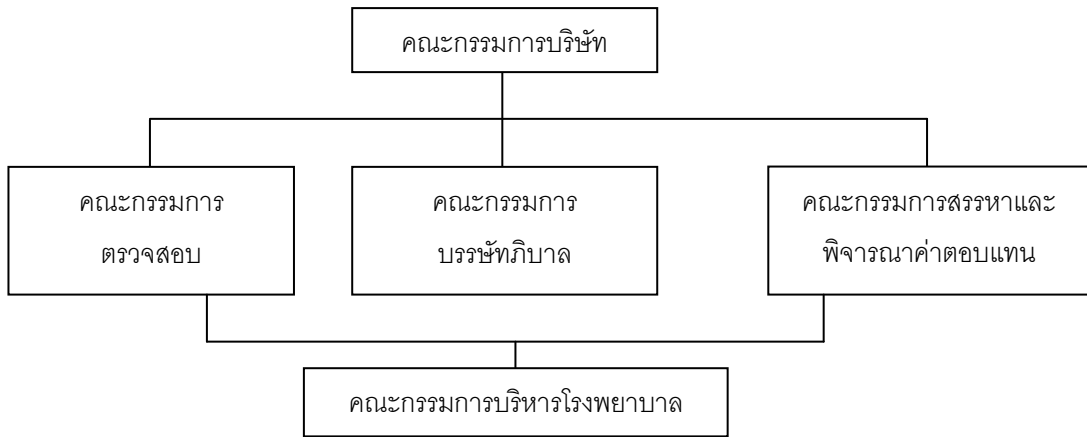 คณะกรรมการบริษัท
คณะกรรมการ
ตรวจสอบ
คณะกรรมการ
บรรษัทภิบาล
คณะกรรมการสรรหาและ
พิจารณาค่าตอบแทน
คณะกรรมการบริหารโรงพยาบาล